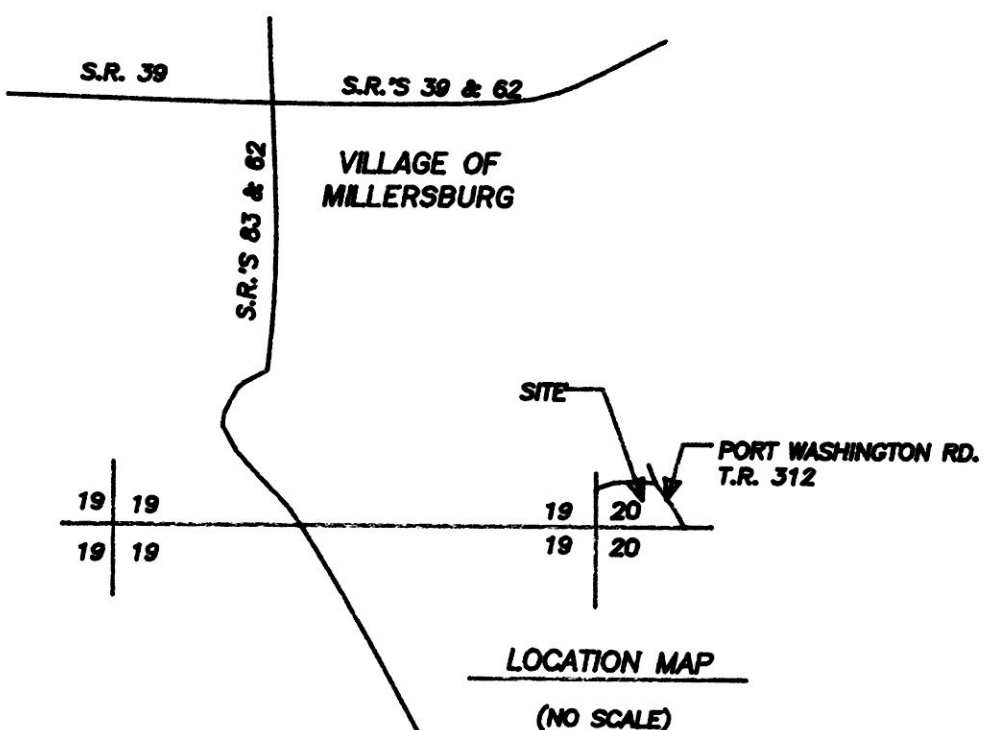 S.R. 39
S.R.'S 39 & 62
VILLAGE OF
MILLERSBURG
S.R.'S 83 & 62
SITE
PORT WASHINGTON RD.
T.R. 312
19 19
19 19
19 20
19 20
LOCATION MAP
(NO SCALE)